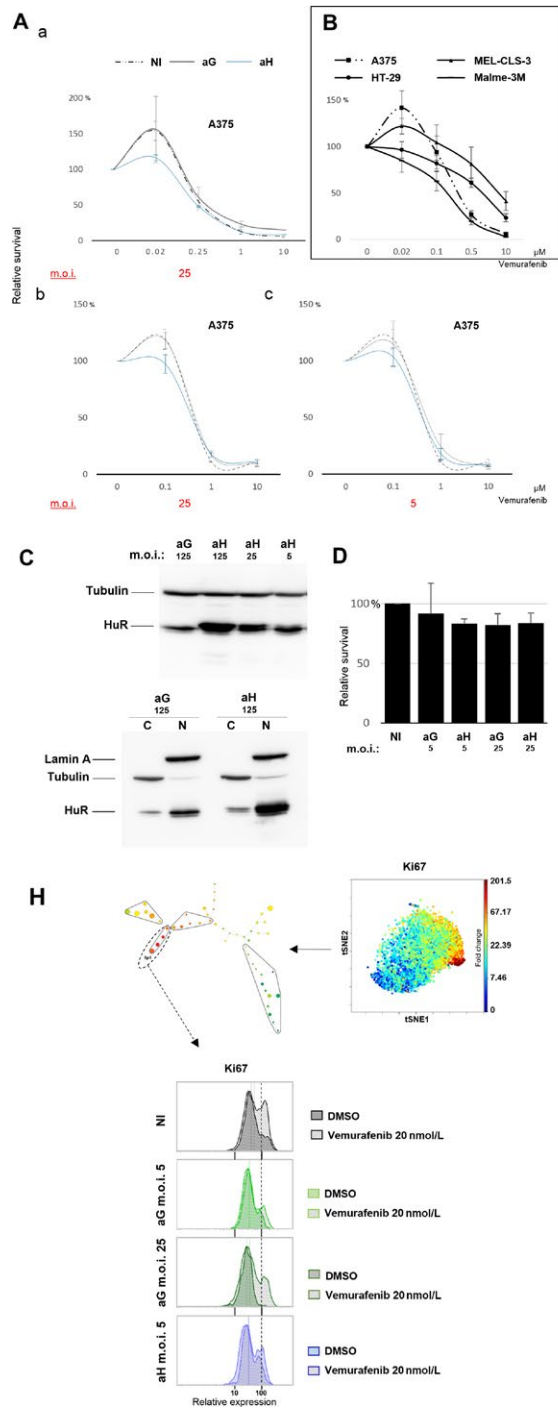 A
a
NI aG aH
200 %
150
100
50
0
A375
0 0.02 0.25 1 10
m.o.i. 25
Relative survival
B
A375 MEL-CLS-3
HT-29 Malme-3M
150%
100
50
0
0 0.02 0.1 0.5 10 µM
Vemurafenib
b
150 %
100
50
0
A375
0 0.1 1 10
m.o.i. 25
c
150 %
100
50
0
A375
0 0.1 1 10 µM
5 Vemurafenib
C
aG aH aH aH
m.o.i.: 125 125 25 5
Tubulin
HuR
aG aH
125 125
C N C N
Lamin A
Tubulin
HuR
D
Relative survival
100 %
50
0
NI aG aH aG aH
m.o.i.: 5 5 25 25
H
Ki67
tSNE2
tSNE1
Fold change
201.5
67.17
22.39
7.46
0
Ki67
NI
DMSO
Vemurafenib 20 nmol/L
aG m.o.i. 5
DMSO
Vemurafenib 20 nmol/L
aG m.o.i. 25
DMSO
Vemurafenib 20 nmol/L
aH m.o.i. 5
DMSO
Vemurafenib 20 nmol/L
10 100
Relative expression